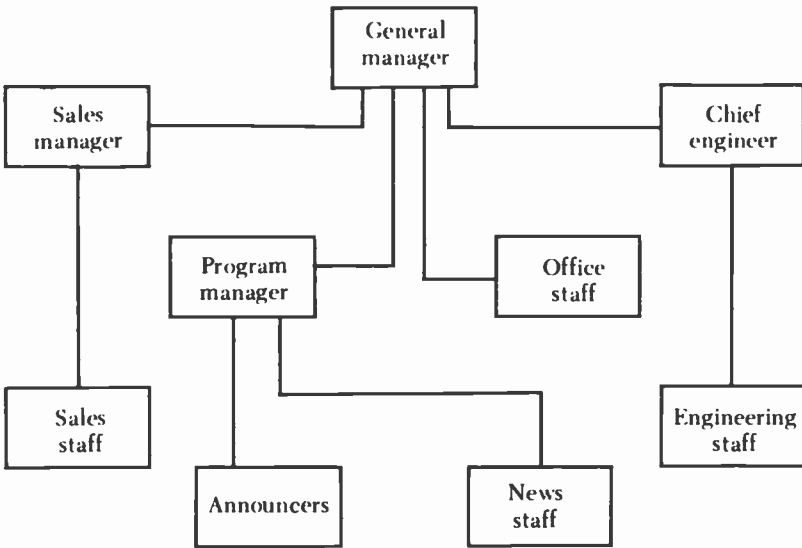 General
manager
Sales
manager
Chief
engineer
Program
manager
Office
staff
Sales
staff
Engineering
staff
Announcers
News
staff